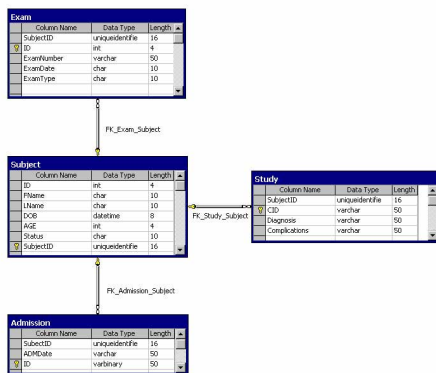 Exam
Column Name Data Type Length
SubjectID uniqueidentifie 16
ID int 4
ExamNumber varchar 50
ExamDate char 10
ExamType char 10
FK_Exam_Subject
Subject
Column Name Data Type Length
ID int 4
FName char 10
LName char 10
DOB datetime 8
AGE int 4
Status char 10
SubjectID uniqueidentifie 16
FK_Study_Subject
Study
Column Name Data Type Length
SubjectID uniqueidentifie 16
CID varchar 50
Diagnosis varchar 50
Complications varchar 50
FK_Admission_Subject
Admission
Column Name Data Type Length
SubectID uniqueidentifie 16
ADMDate varchar 50
ID varbinary 50